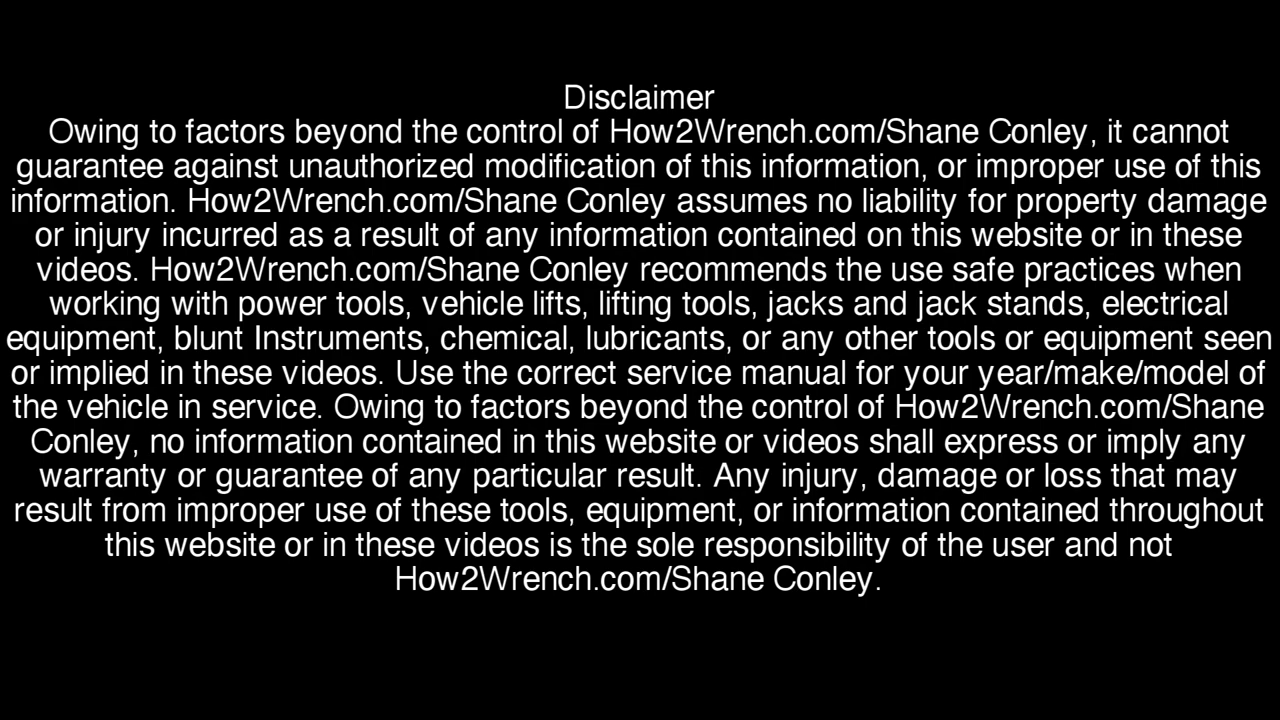 Disclaimer
Owing to factors beyond the control of How2Wrench.com/Shane Conley, it cannot
guarantee against unauthorized modification of this information, or improper use of this
information. How2Wrench.com/Shane Conley assumes no liability for property damage
or injury incurred as a result of any information contained on this website or in these
videos. How2Wrench.com/Shane Conley recommends the use safe practices when
working with power tools, vehicle lifts, lifting tools, jacks and jack stands, electrical
equipment, blunt Instruments, chemical, lubricants, or any other tools or equipment seen
or implied in these videos. Use the correct service manual for your year/make/model of
the vehicle in service. Owing to factors beyond the control of How2Wrench.com/Shane
Conley, no information contained in this website or videos shall express or imply any
warranty or guarantee of any particular result. Any injury, damage or loss that may
result from improper use of these tools, equipment, or information contained throughout
this website or in these videos is the sole responsibility of the user and not
How2Wrench.com/Shane Conley.